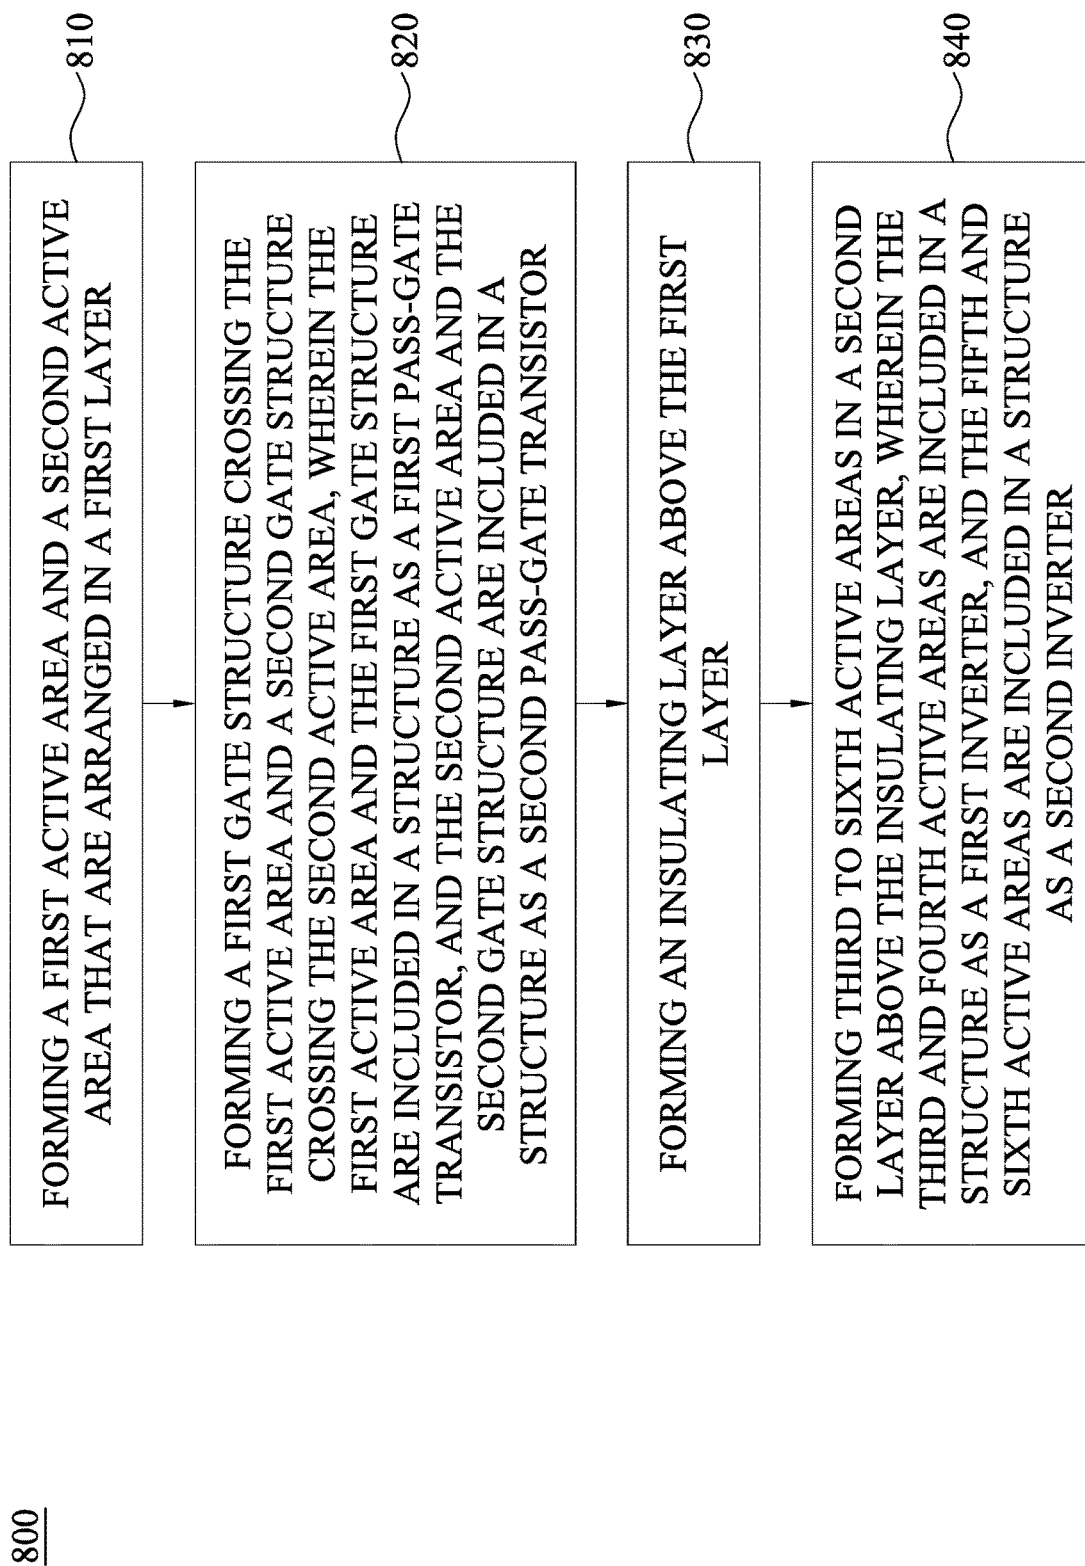 800
FORMING A FIRST ACTIVE AREA AND A SECOND ACTIVE
AREA THAT ARE ARRANGED IN A FIRST LAYER
810
FORMING A FIRST GATE STRUCTURE CROSSING THE
FIRST ACTIVE AREA AND A SECOND GATE STRUCTURE
CROSSING THE SECOND ACTIVE AREA, WHEREIN THE
FIRST ACTIVE AREA AND THE FIRST GATE STRUCTURE
ARE INCLUDED IN A STRUCTURE AS A FIRST PASS-GATE
TRANSISTOR, AND THE SECOND ACTIVE AREA AND THE
SECOND GATE STRUCTURE ARE INCLUDED IN A
STRUCTURE AS A SECOND PASS-GATE TRANSISTOR
820
FORMING AN INSULATING LAYER ABOVE THE FIRST
LAYER
830
FORMING THIRD TO SIXTH ACTIVE AREAS IN A SECOND
LAYER ABOVE THE INSULATING LAYER, WHEREIN THE
THIRD AND FOURTH ACTIVE AREAS ARE INCLUDED IN A
STRUCTURE AS A FIRST INVERTER, AND THE FIFTH AND
SIXTH ACTIVE AREAS ARE INCLUDED IN A STRUCTURE
AS A SECOND INVERTER
840